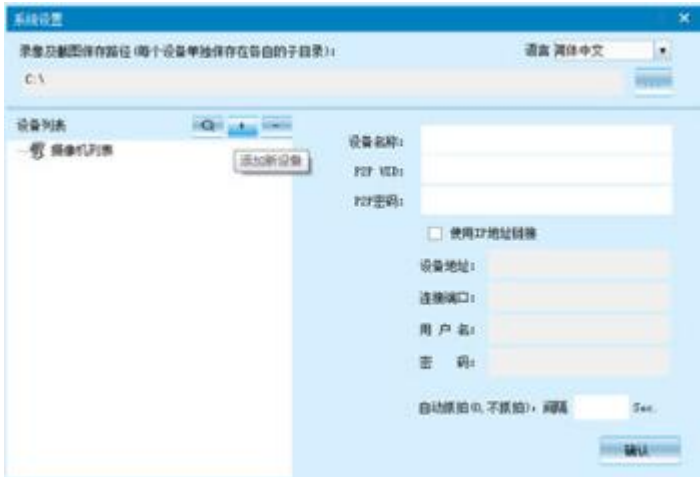 系统设置
录像及截图保存路径(每个设备单独保存在各自的子目录):
语言 简体中文
C:\
设备列表
摄像机列表
添加新设备
设备名称:
P2P UID:
P2P密码:
使用IP地址链接
设备地址:
连接端口:
用 户 名:
密 码:
自动抓拍(0,不抓拍), 间隔 Sec.
确认